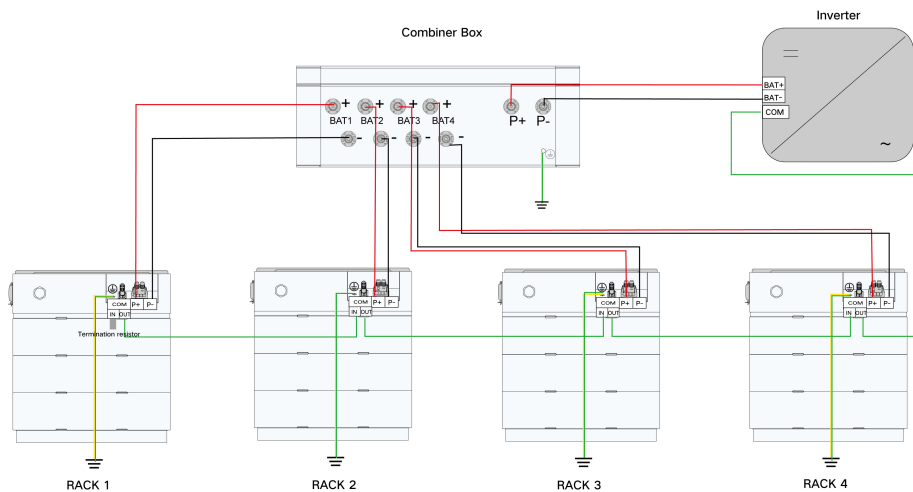 Inverter
Combiner Box
BAT+
BAT-
COM
+ + + +
BAT1 BAT2 BAT3 BAT4 P+ P-
- - - -
~
COM P+ P-
IN OUT
Termination resistor
COM P+ P-
IN OUT
COM P+ P-
IN OUT
COM P+ P-
IN OUT
RACK 1 RACK 2 RACK 3 RACK 4